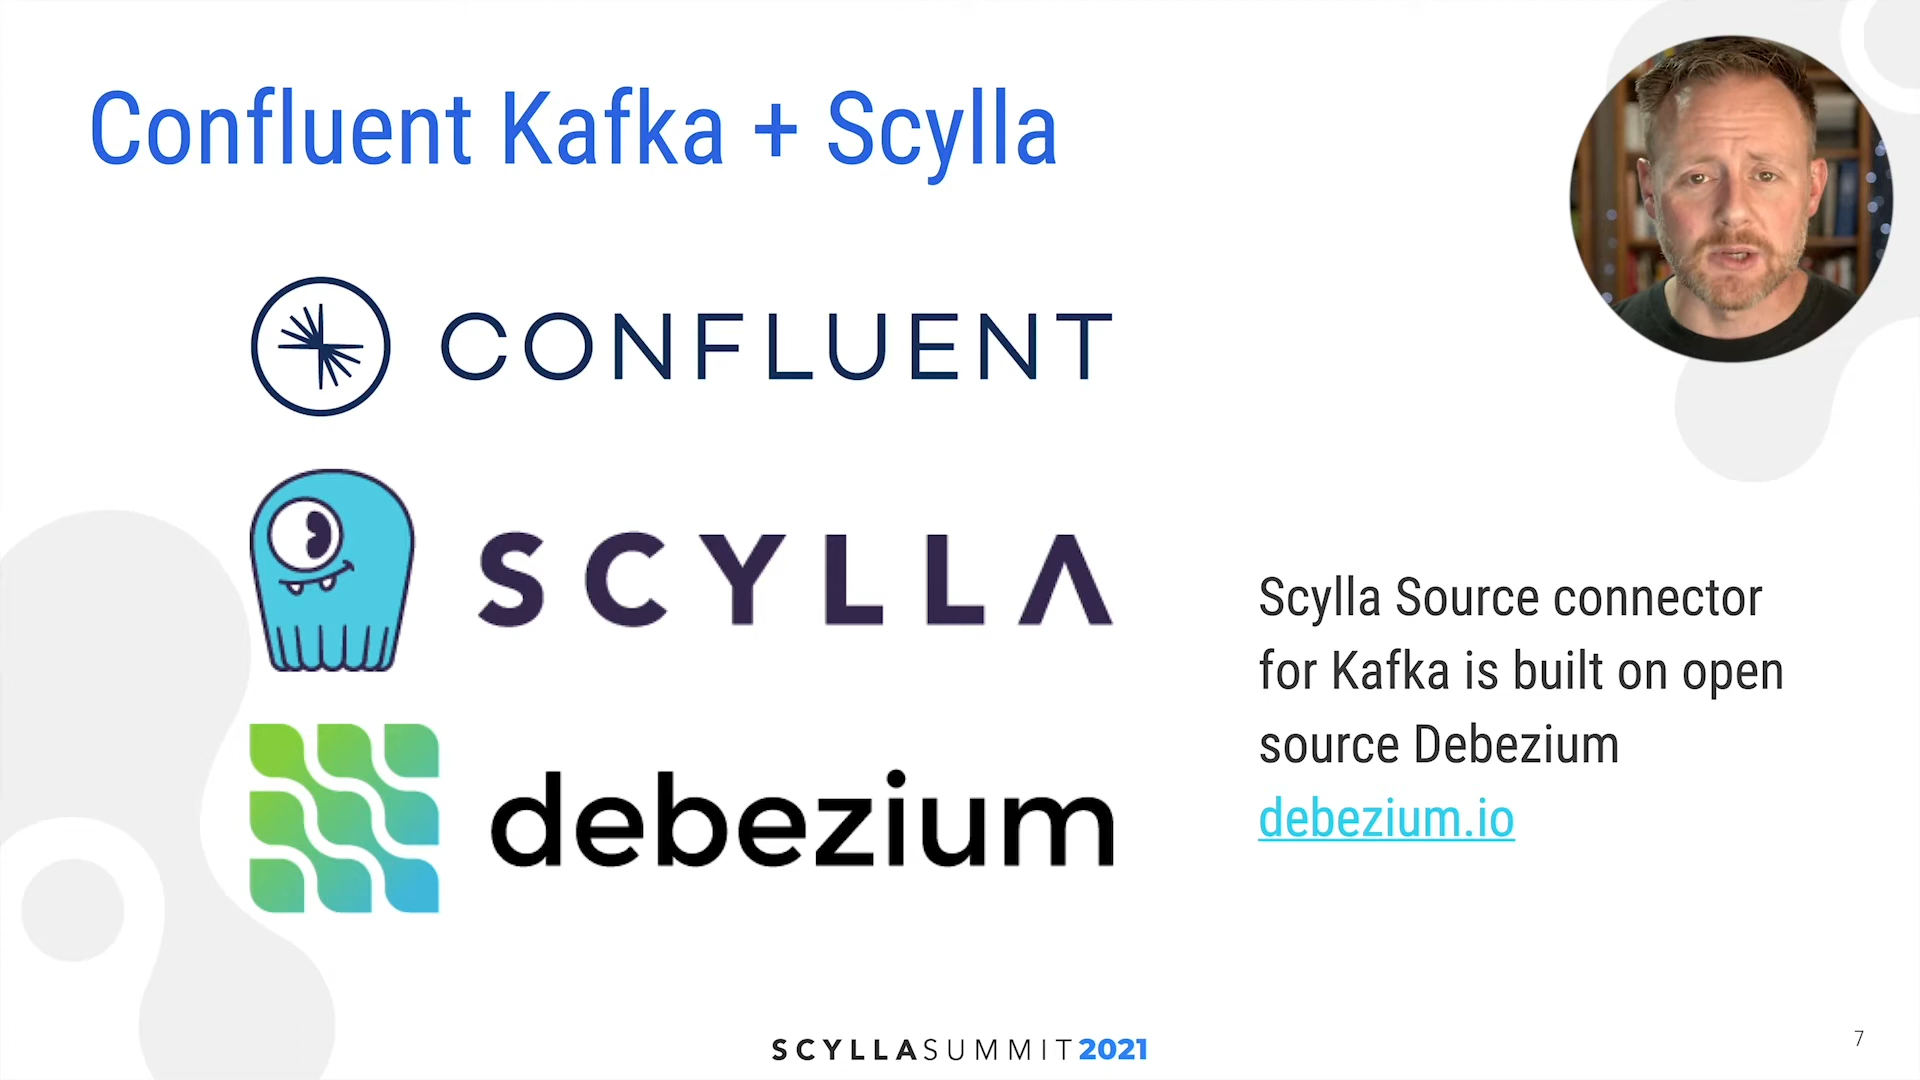 Confluent Kafka + Scylla
CONFLUENT
SCYLLA
debezium
Scylla Source connector
for Kafka is built on open
source Debezium
debezium.io
SCYLLASUMMIT2021
7